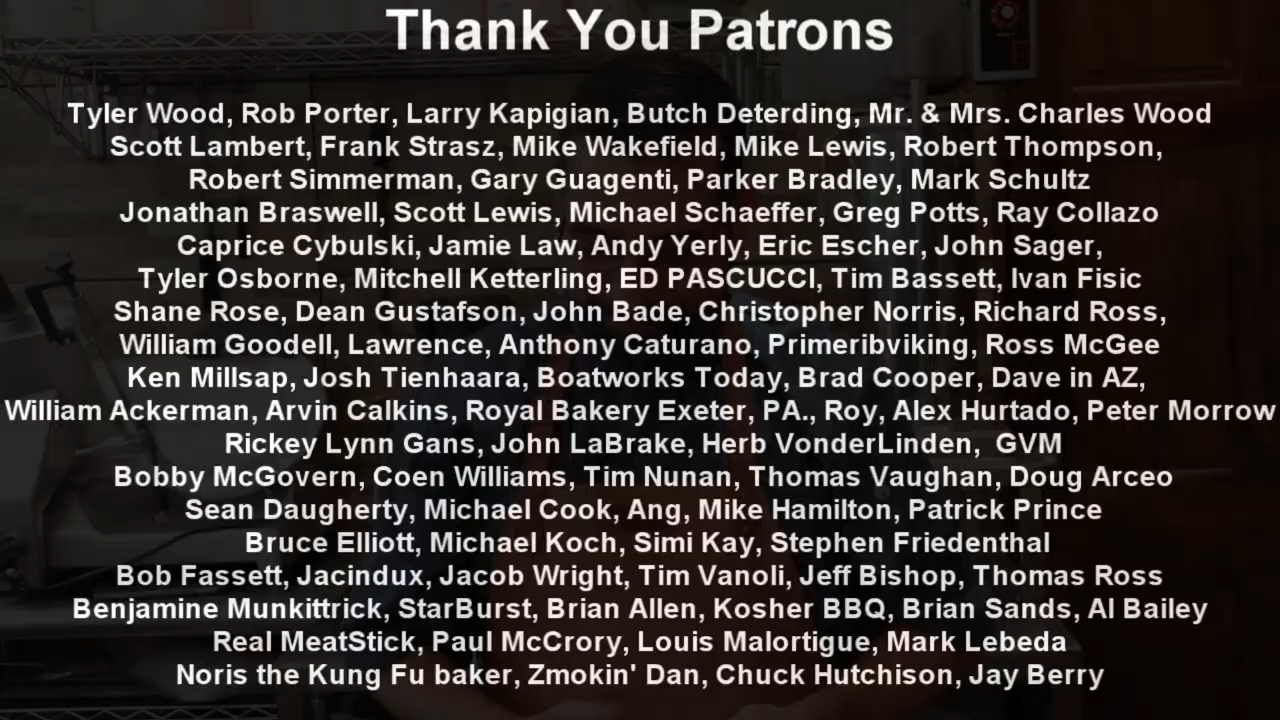 Thank You Patrons
Tyler Wood, Rob Porter, Larry Kapigian, Butch Deterding, Mr. & Mrs. Charles Wood
Scott Lambert, Frank Strasz, Mike Wakefield, Mike Lewis, Robert Thompson,
Robert Simmerman, Gary Guagenti, Parker Bradley, Mark Schultz
Jonathan Braswell, Scott Lewis, Michael Schaeffer, Greg Potts, Ray Collazo
Caprice Cybulski, Jamie Law, Andy Yerly, Eric Escher, John Sager,
Tyler Osborne, Mitchell Ketterling, ED PASCUCCI, Tim Bassett, Ivan Fisic
Shane Rose, Dean Gustafson, John Bade, Christopher Norris, Richard Ross,
William Goodell, Lawrence, Anthony Caturano, Primeribviking, Ross McGee
Ken Millsap, Josh Tienhaara, Boatworks Today, Brad Cooper, Dave in AZ,
William Ackerman, Arvin Calkins, Royal Bakery Exeter, PA., Roy, Alex Hurtado, Peter Morrow
Rickey Lynn Gans, John LaBrake, Herb VonderLinden, GVM
Bobby McGovern, Coen Williams, Tim Nunan, Thomas Vaughan, Doug Arceo
Sean Daugherty, Michael Cook, Ang, Mike Hamilton, Patrick Prince
Bruce Elliott, Michael Koch, Simi Kay, Stephen Friedenthal
Bob Fassett, Jacindux, Jacob Wright, Tim Vanoli, Jeff Bishop, Thomas Ross
Benjamine Munkittrick, StarBurst, Brian Allen, Kosher BBQ, Brian Sands, Al Bailey
Real MeatStick, Paul McCrory, Louis Malortigue, Mark Lebeda
Noris the Kung Fu baker, Zmokin' Dan, Chuck Hutchison, Jay Berry